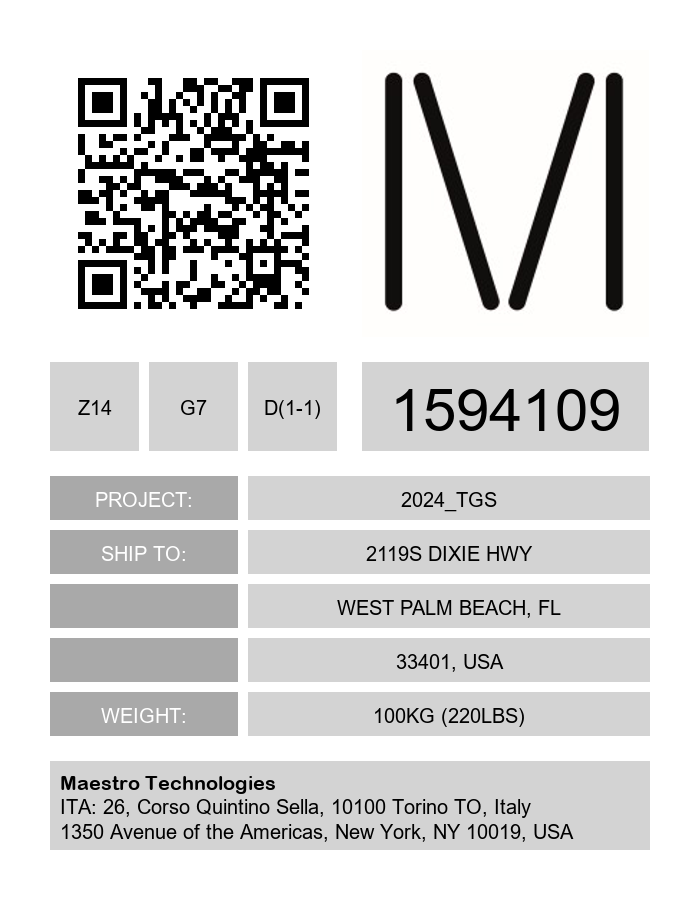 M
Z14 G7 D(1-1) 1594109
PROJECT: 2024_TGS
SHIP TO: 2119S DIXIE HWY
WEST PALM BEACH, FL
33401, USA
WEIGHT: 100KG (220LBS)
Maestro Technologies
ITA: 26, Corso Quintino Sella, 10100 Torino TO, Italy
1350 Avenue of the Americas, New York, NY 10019, USA